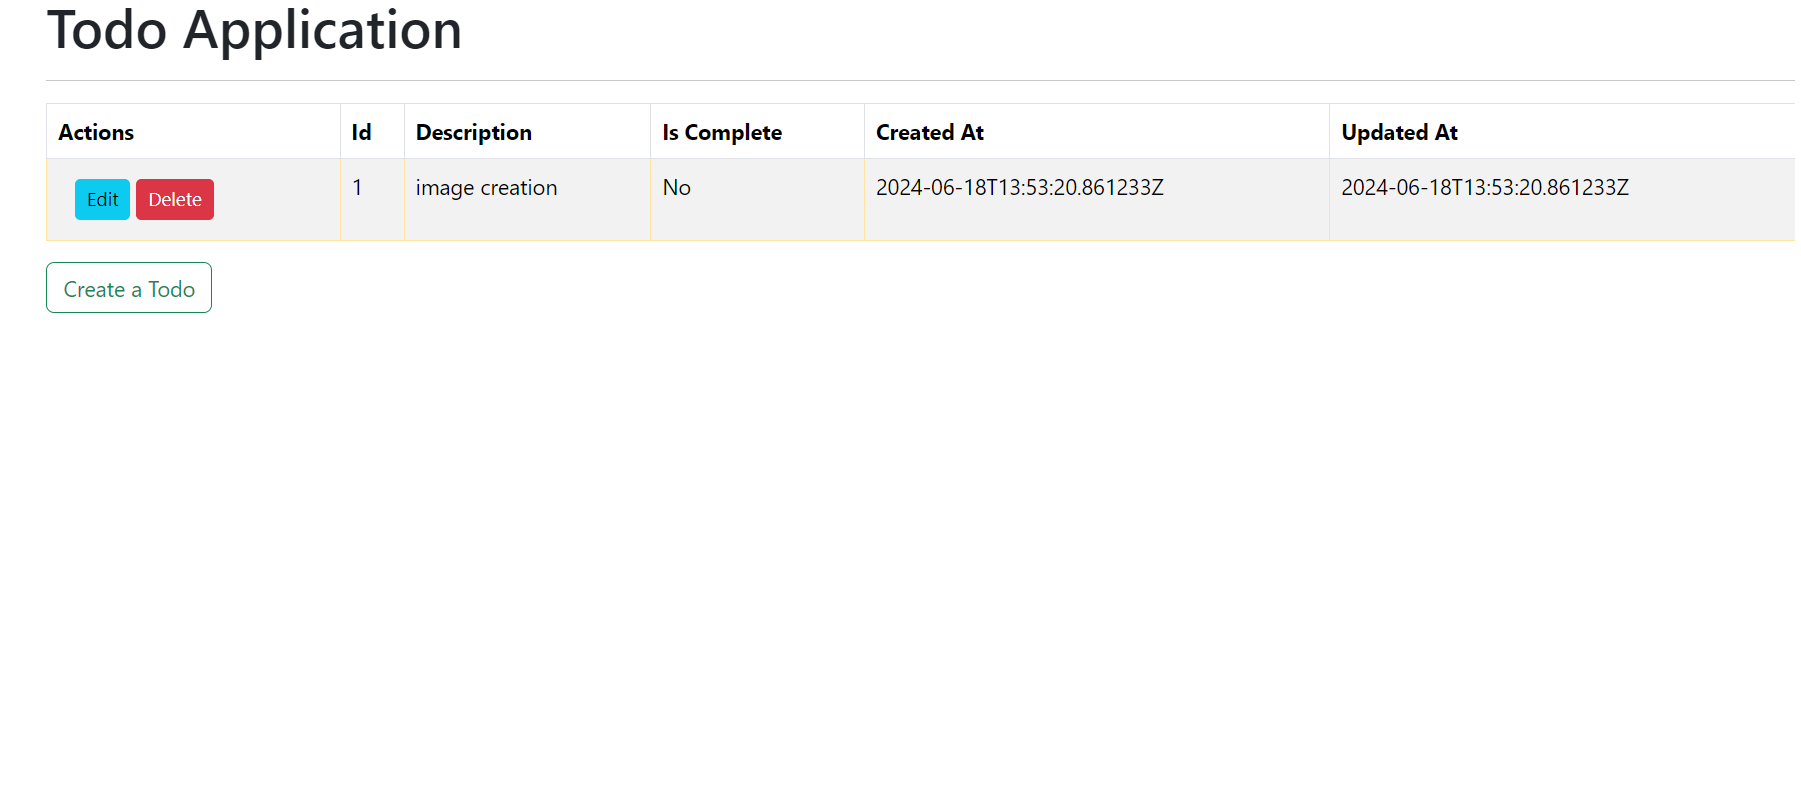 Todo Application
Actions Id Description Is Complete Created At Updated At
Edit Delete 1 image creation No 2024-06-18T13:53:20.861233Z 2024-06-18T13:53:20.861233Z
Create a Todo